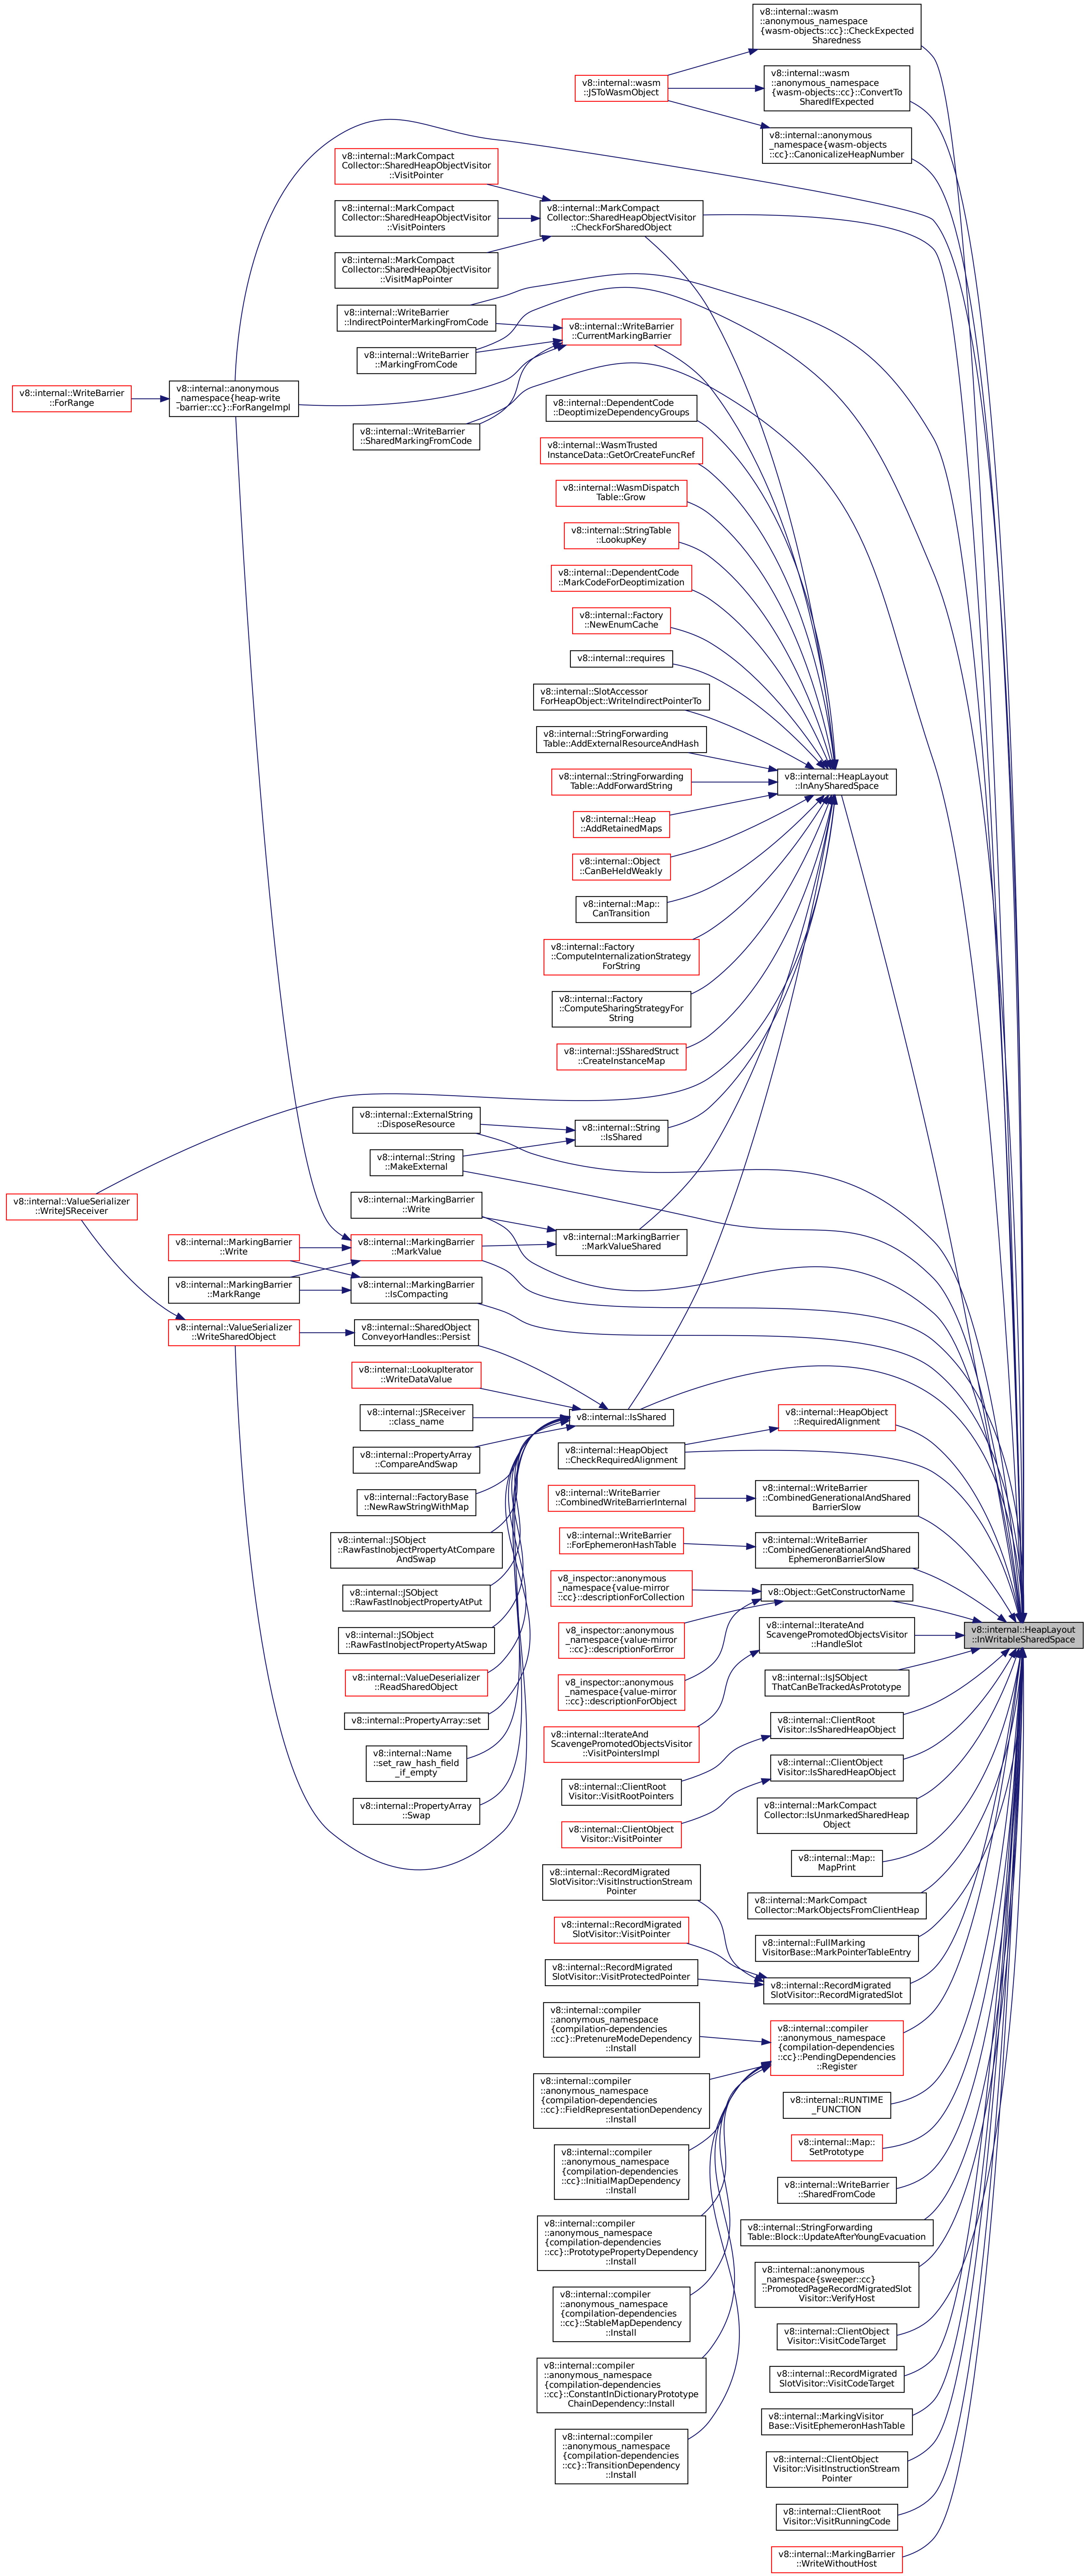 v8::internal::wasm
::anonymous_namespace
{wasm-objects::cc}::CheckExpected
Sharedness
v8::internal::wasm
::JSToWasmObject
v8::internal::wasm
::anonymous_namespace
{wasm-objects::cc}::ConvertTo
SharedIfExpected
v8::internal::anonymous
_namespace{wasm-objects
::cc}::CanonicalizeHeapNumber
v8::internal::MarkCompact
Collector::SharedHeapObjectVisitor
::VisitPointer
v8::internal::MarkCompact
Collector::SharedHeapObjectVisitor
::VisitPointers
v8::internal::MarkCompact
Collector::SharedHeapObjectVisitor
::CheckForSharedObject
v8::internal::MarkCompact
Collector::SharedHeapObjectVisitor
::VisitMapPointer
v8::internal::WriteBarrier
::IndirectPointerMarkingFromCode
v8::internal::WriteBarrier
::CurrentMarkingBarrier
v8::internal::WriteBarrier
::MarkingFromCode
v8::internal::WriteBarrier
::ForRange
v8::internal::anonymous
_namespace{heap-write
-barrier::cc}::ForRangeImpl
v8::internal::WriteBarrier
::SharedMarkingFromCode
v8::internal::DependentCode
::DeoptimizeDependencyGroups
v8::internal::WasmTrusted
InstanceData::GetOrCreateFuncRef
v8::internal::WasmDispatch
Table::Grow
v8::internal::StringTable
::LookupKey
v8::internal::DependentCode
::MarkCodeForDeoptimization
v8::internal::Factory
::NewEnumCache
v8::internal::requires
v8::internal::SlotAccessor
ForHeapObject::WriteIndirectPointerTo
v8::internal::StringForwarding
Table::AddExternalResourceAndHash
v8::internal::StringForwarding
Table::AddForwardString
v8::internal::HeapLayout
::InAnySharedSpace
v8::internal::Heap
::AddRetainedMaps
v8::internal::Object
::CanBeHeldWeakly
v8::internal::Map::
CanTransition
v8::internal::Factory
::ComputeInternalizationStrategy
ForString
v8::internal::Factory
::ComputeSharingStrategyFor
String
v8::internal::JSSharedStruct
::CreateInstanceMap
v8::internal::ExternalString
::DisposeResource
v8::internal::String
::IsShared
v8::internal::String
::MakeExternal
v8::internal::ValueSerializer
::WriteJSReceiver
v8::internal::MarkingBarrier
::Write
v8::internal::MarkingBarrier
::Write
v8::internal::MarkingBarrier
::MarkValue
v8::internal::MarkingBarrier
::MarkValueShared
v8::internal::MarkingBarrier
::MarkRange
v8::internal::MarkingBarrier
::IsCompacting
v8::internal::ValueSerializer
::WriteSharedObject
v8::internal::SharedObject
ConveyorHandles::Persist
v8::internal::LookupIterator
::WriteDataValue
v8::internal::JSReceiver
::class_name
v8::internal::IsShared
v8::internal::HeapObject
::RequiredAlignment
v8::internal::PropertyArray
::CompareAndSwap
v8::internal::HeapObject
::CheckRequiredAlignment
v8::internal::FactoryBase
::NewRawStringWithMap
v8::internal::WriteBarrier
::CombinedWriteBarrierInternal
v8::internal::WriteBarrier
::CombinedGenerationalAndShared
BarrierSlow
v8::internal::JSObject
::RawFastInobjectPropertyAtCompare
AndSwap
v8::internal::WriteBarrier
::ForEphemeronHashTable
v8::internal::WriteBarrier
::CombinedGenerationalAndShared
EphemeronBarrierSlow
v8::internal::JSObject
::RawFastInobjectPropertyAtPut
v8_inspector::anonymous
_namespace{value-mirror
::cc}::descriptionForCollection
v8::Object::GetConstructorName
v8::internal::JSObject
::RawFastInobjectPropertyAtSwap
v8_inspector::anonymous
_namespace{value-mirror
::cc}::descriptionForError
v8::internal::IterateAnd
ScavengePromotedObjectsVisitor
::HandleSlot
v8::internal::HeapLayout
::InWritableSharedSpace
v8::internal::ValueDeserializer
::ReadSharedObject
v8_inspector::anonymous
_namespace{value-mirror
::cc}::descriptionForObject
v8::internal::IsJSObject
ThatCanBeTrackedAsPrototype
v8::internal::PropertyArray::set
v8::internal::IterateAnd
ScavengePromotedObjectsVisitor
::VisitPointersImpl
v8::internal::ClientRoot
Visitor::IsSharedHeapObject
v8::internal::Name
::set_raw_hash_field
_if_empty
v8::internal::ClientRoot
Visitor::VisitRootPointers
v8::internal::ClientObject
Visitor::IsSharedHeapObject
v8::internal::PropertyArray
::Swap
v8::internal::ClientObject
Visitor::VisitPointer
v8::internal::MarkCompact
Collector::IsUnmarkedSharedHeap
Object
v8::internal::Map::
MapPrint
v8::internal::RecordMigrated
SlotVisitor::VisitInstructionStream
Pointer
v8::internal::MarkCompact
Collector::MarkObjectsFromClientHeap
v8::internal::RecordMigrated
SlotVisitor::VisitPointer
v8::internal::FullMarking
VisitorBase::MarkPointerTableEntry
v8::internal::RecordMigrated
SlotVisitor::VisitProtectedPointer
v8::internal::RecordMigrated
SlotVisitor::RecordMigratedSlot
v8::internal::compiler
::anonymous_namespace
{compilation-dependencies
::cc}::PretenureModeDependency
::Install
v8::internal::compiler
::anonymous_namespace
{compilation-dependencies
::cc}::PendingDependencies
::Register
v8::internal::compiler
::anonymous_namespace
{compilation-dependencies
::cc}::FieldRepresentationDependency
::Install
v8::internal::RUNTIME
_FUNCTION
v8::internal::compiler
::anonymous_namespace
{compilation-dependencies
::cc}::InitialMapDependency
::Install
v8::internal::Map::
SetPrototype
v8::internal::WriteBarrier
::SharedFromCode
v8::internal::compiler
::anonymous_namespace
{compilation-dependencies
::cc}::PrototypePropertyDependency
::Install
v8::internal::StringForwarding
Table::Block::UpdateAfterYoungEvacuation
v8::internal::compiler
::anonymous_namespace
{compilation-dependencies
::cc}::StableMapDependency
::Install
v8::internal::anonymous
_namespace{sweeper::cc}
::PromotedPageRecordMigratedSlot
Visitor::VerifyHost
v8::internal::ClientObject
Visitor::VisitCodeTarget
v8::internal::compiler
::anonymous_namespace
{compilation-dependencies
::cc}::ConstantInDictionaryPrototype
ChainDependency::Install
v8::internal::RecordMigrated
SlotVisitor::VisitCodeTarget
v8::internal::MarkingVisitor
Base::VisitEphemeronHashTable
v8::internal::compiler
::anonymous_namespace
{compilation-dependencies
::cc}::TransitionDependency
::Install
v8::internal::ClientObject
Visitor::VisitInstructionStream
Pointer
v8::internal::ClientRoot
Visitor::VisitRunningCode
v8::internal::MarkingBarrier
::WriteWithoutHost